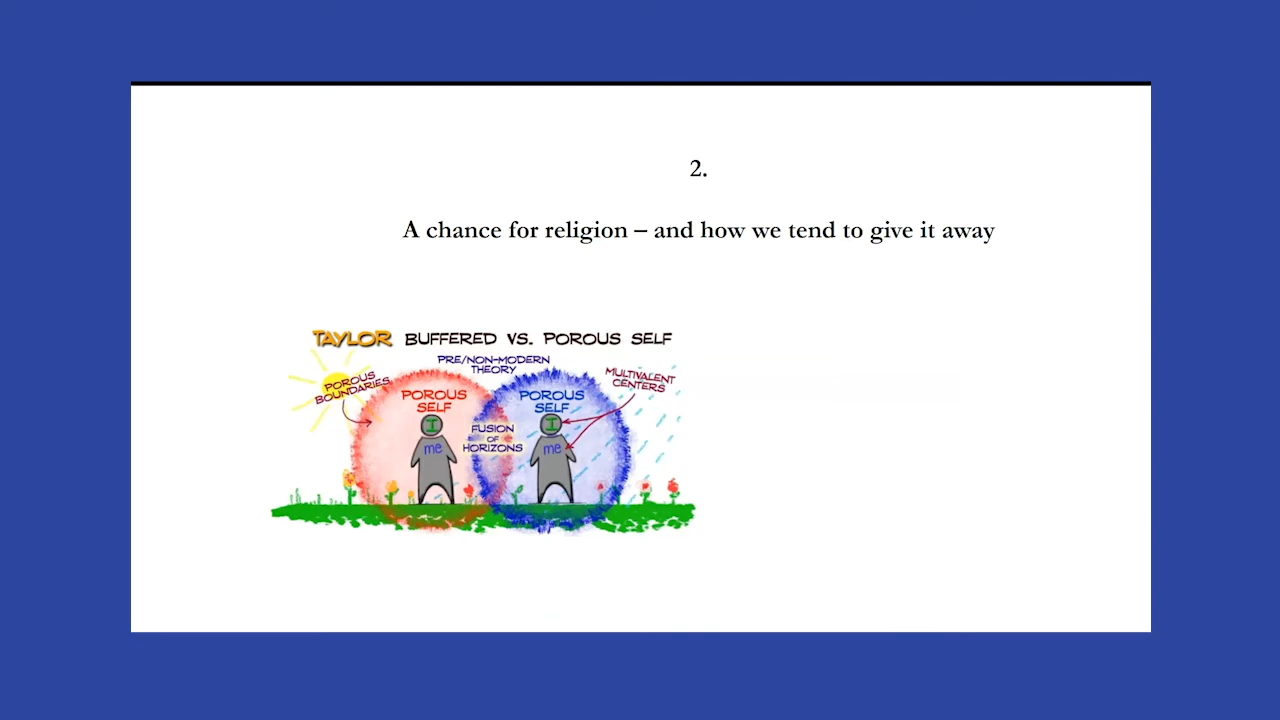 2.
A chance for religion – and how we tend to give it away
TAYLOR BUFFERED VS. POROUS SELF
PRE/NON-MODERN
THEORY
POROUS
BOUNDARIES
MULTIVALENT
CENTERS
POROUS
SELF
POROUS
SELF
I
I
FUSION
OF
HORIZONS
me
me